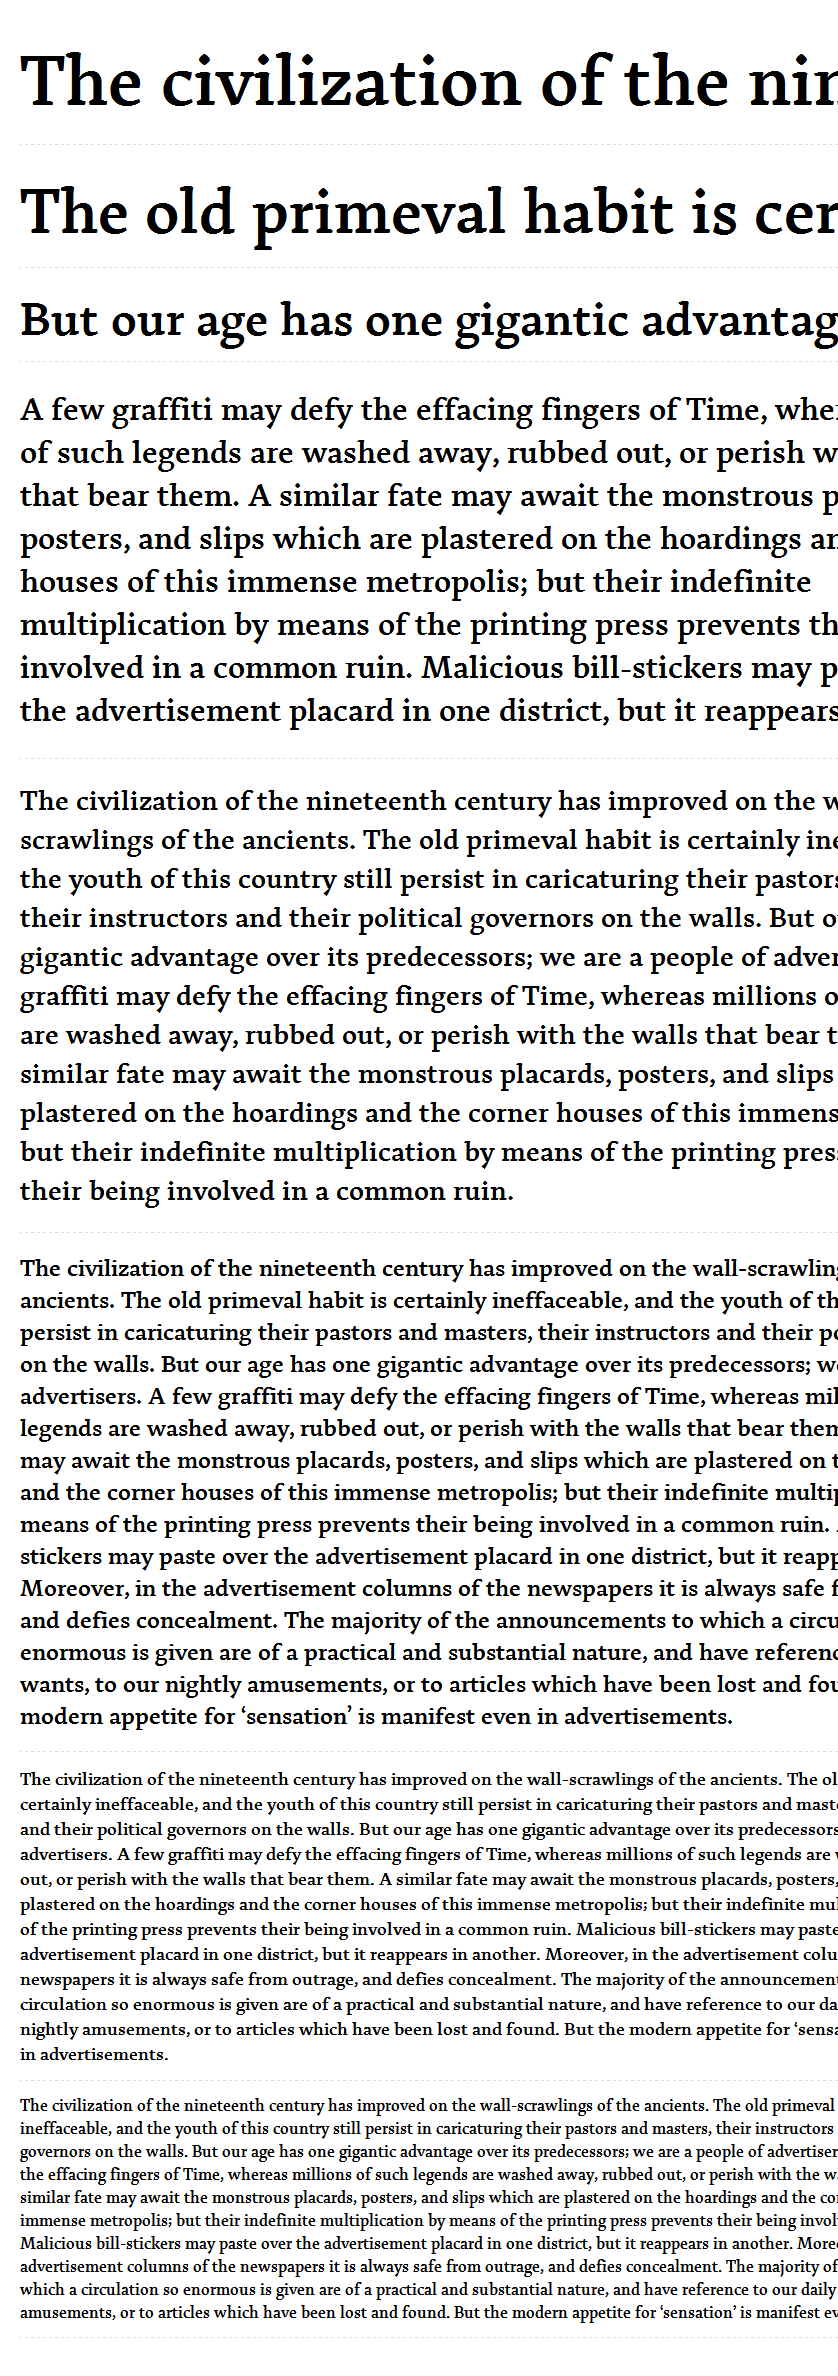 The civilization of the nin
The old primeval habit is cer
But our age has one gigantic advantag
A few graffiti may defy the effacing fingers of Time, whe
of such legends are washed away, rubbed out, or perish w
that bear them. A similar fate may await the monstrous p
posters, and slips which are plastered on the hoardings an
houses of this immense metropolis; but their indefinite
multiplication by means of the printing press prevents th
involved in a common ruin. Malicious bill-stickers may p
the advertisement placard in one district, but it reappears
The civilization of the nineteenth century has improved on the w
scrawlings of the ancients. The old primeval habit is certainly ine
the youth of this country still persist in caricaturing their pastors
their instructors and their political governors on the walls. But o
gigantic advantage over its predecessors; we are a people of adver
graffiti may defy the effacing fingers of Time, whereas millions o
are washed away, rubbed out, or perish with the walls that bear t
similar fate may await the monstrous placards, posters, and slips
plastered on the hoardings and the corner houses of this immens
but their indefinite multiplication by means of the printing pres
their being involved in a common ruin.
The civilization of the nineteenth century has improved on the wall-scrawling
ancients. The old primeval habit is certainly ineffaceable, and the youth of th
persist in caricaturing their pastors and masters, their instructors and their po
on the walls. But our age has one gigantic advantage over its predecessors; we
advertisers. A few graffiti may defy the effacing fingers of Time, whereas mil
legends are washed away, rubbed out, or perish with the walls that bear them
may await the monstrous placards, posters, and slips which are plastered on t
and the corner houses of this immense metropolis; but their indefinite multip
means of the printing press prevents their being involved in a common ruin.
stickers may paste over the advertisement placard in one district, but it reapp
Moreover, in the advertisement columns of the newspapers it is always safe f
and defies concealment. The majority of the announcements to which a circu
enormous is given are of a practical and substantial nature, and have referenc
wants, to our nightly amusements, or to articles which have been lost and fou
modern appetite for ‘sensation’ is manifest even in advertisements.
The civilization of the nineteenth century has improved on the wall-scrawlings of the ancients. The ol
certainly ineffaceable, and the youth of this country still persist in caricaturing their pastors and maste
and their political governors on the walls. But our age has one gigantic advantage over its predecessors
advertisers. A few graffiti may defy the effacing fingers of Time, whereas millions of such legends are w
out, or perish with the walls that bear them. A similar fate may await the monstrous placards, posters,
plastered on the hoardings and the corner houses of this immense metropolis; but their indefinite mul
of the printing press prevents their being involved in a common ruin. Malicious bill-stickers may paste
advertisement placard in one district, but it reappears in another. Moreover, in the advertisement colu
newspapers it is always safe from outrage, and defies concealment. The majority of the announcement
circulation so enormous is given are of a practical and substantial nature, and have reference to our da
nightly amusements, or to articles which have been lost and found. But the modern appetite for ‘sensa
in advertisements.
The civilization of the nineteenth century has improved on the wall-scrawlings of the ancients. The old primeval
ineffaceable, and the youth of this country still persist in caricaturing their pastors and masters, their instructors
governors on the walls. But our age has one gigantic advantage over its predecessors; we are a people of advertiser
the effacing fingers of Time, whereas millions of such legends are washed away, rubbed out, or perish with the w
similar fate may await the monstrous placards, posters, and slips which are plastered on the hoardings and the co
immense metropolis; but their indefinite multiplication by means of the printing press prevents their being invol
Malicious bill-stickers may paste over the advertisement placard in one district, but it reappears in another. More
advertisement columns of the newspapers it is always safe from outrage, and defies concealment. The majority of
which a circulation so enormous is given are of a practical and substantial nature, and have reference to our daily
amusements, or to articles which have been lost and found. But the modern appetite for ‘sensation’ is manifest ev